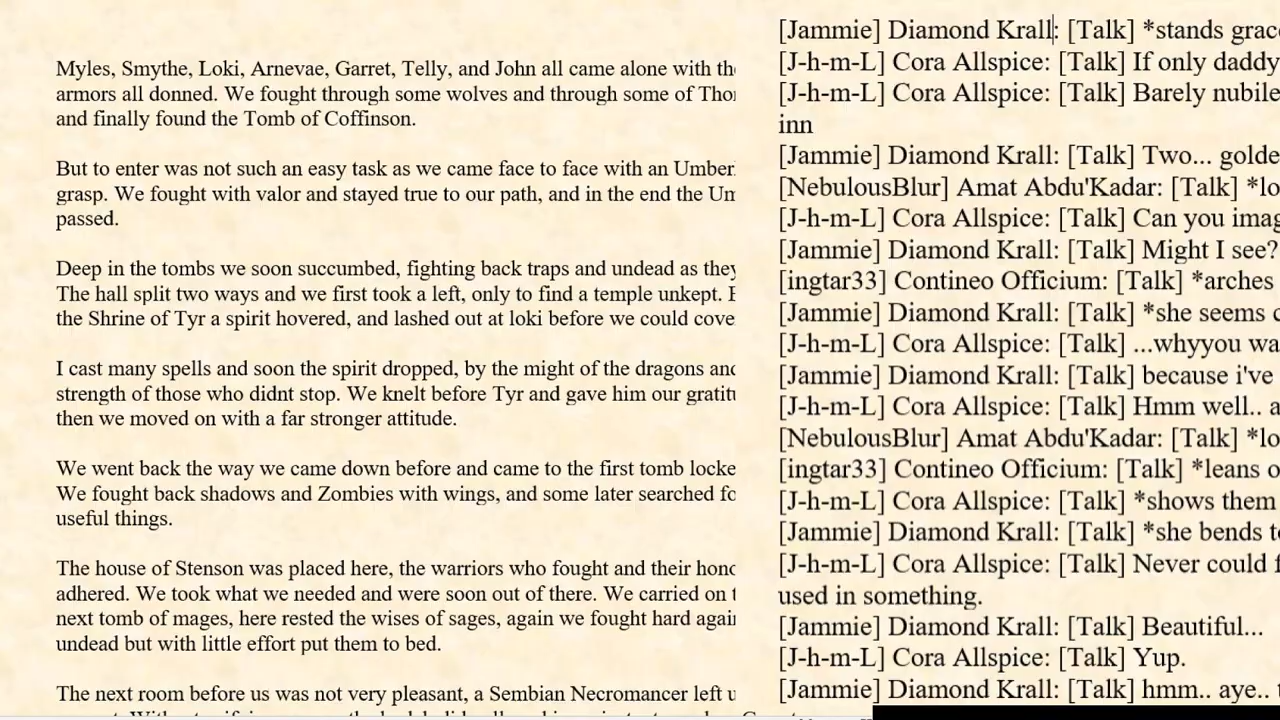 Myles, Smythe, Loki, Arnevae, Garret, Telly, and John all came alone with
armors all donned. We fought through some wolves and through some of
and finally found the Tomb of Coffinson.
But to enter was not such an easy task as we came face to face with an Umber
grasp. We fought with valor and stayed true to our path, and in the end the
passed.
Deep in the tombs we soon succumbed, fighting back traps and undead as they
The hall split two ways and we first took a left, only to find a temple unkept.
the Shrine of Tyr a spirit hovered, and lashed out at loki before we could
I cast many spells and soon the spirit dropped, by the might of the dragons
strength of those who didnt stop. We knelt before Tyr and gave him our
then we moved on with a far stronger attitude.
We went back the way we came down before and came to the first tomb
We fought back shadows and Zombies with wings, and some later searched
useful things.
The house of Stenson was placed here, the warriors who fought and their
adhered. We took what we needed and were soon out of there. We carried on
next tomb of mages, here rested the wises of sages, again we fought hard
undead but with little effort put them to bed.
The next room before us was not very pleasant, a Sembian Necromancer left
[Jammie] Diamond Krall: [Talk] *stands
[J-h-m-L] Cora Allspice: [Talk] If only daddy
[J-h-m-L] Cora Allspice: [Talk] Barely nubile
inn
[Jammie] Diamond Krall: [Talk] Two...
[NebulousBlur] Amat Abdu'Kadar: [Talk]
[J-h-m-L] Cora Allspice: [Talk] Can you
[Jammie] Diamond Krall: [Talk] Might I see?
[ingtar33] Contineo Officium: [Talk] *arches
[Jammie] Diamond Krall: [Talk] *she seems
[J-h-m-L] Cora Allspice: [Talk] ...whyyou
[Jammie] Diamond Krall: [Talk] because i've
[J-h-m-L] Cora Allspice: [Talk] Hmm well..
[NebulousBlur] Amat Abdu'Kadar: [Talk]
[ingtar33] Contineo Officium: [Talk] *leans
[J-h-m-L] Cora Allspice: [Talk] *shows them
[Jammie] Diamond Krall: [Talk] *she bends
[J-h-m-L] Cora Allspice: [Talk] Never could
used in something.
[Jammie] Diamond Krall: [Talk] Beautiful...
[J-h-m-L] Cora Allspice: [Talk] Yup.
[Jammie] Diamond Krall: [Talk] hmm.. aye..